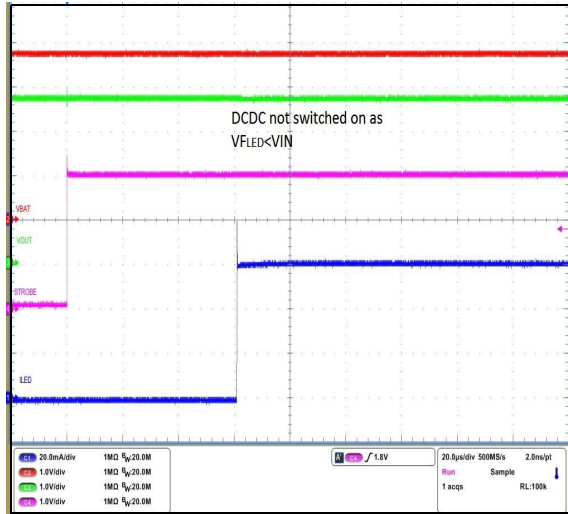 DCDC not switched on as
VFLED<VIN
VBAT
VOUT
STROBE
ILED
C1 20.0mA/div 1MΩ BW:20.0M
C2 1.0V/div 1MΩ BW:20.0M
C3 1.0V/div 1MΩ BW:20.0M
C4 1.0V/div 1MΩ BW:20.0M
A' C4 1.8V
20.0µs/div 500MS/s 2.0ns/pt
Run Sample
1 acqs RL:100k